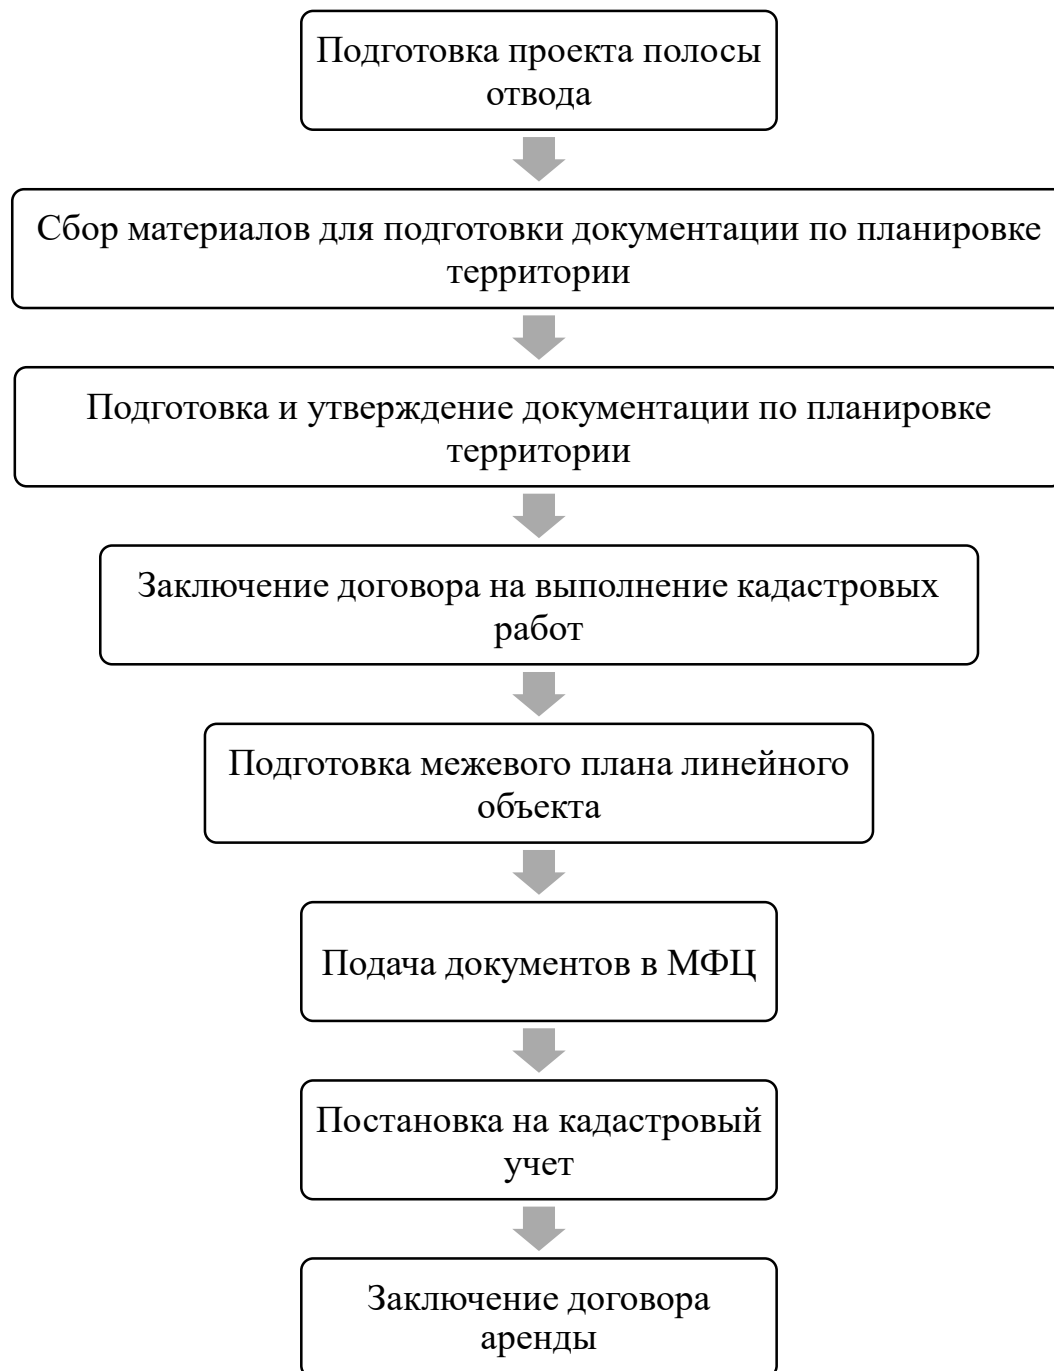 Подготовка проекта полосы
отвода
Сбор материалов для подготовки документации по планировке
территории
Подготовка и утверждение документации по планировке
территории
Заключение договора на выполнение кадастровых
работ
Подготовка межевого плана линейного
объекта
Подача документов в МФЦ
Постановка на кадастровый
учет
Заключение договора
аренды